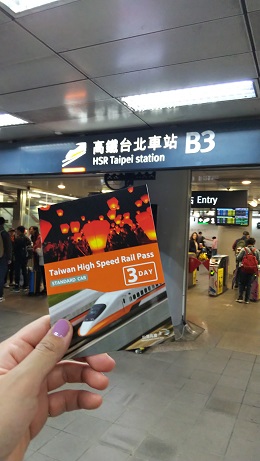 高鐵台北車站 B3
HSR Taipei station
Entry
Taiwan High Speed Rail Pass
STANDARD CAR
3 DAY